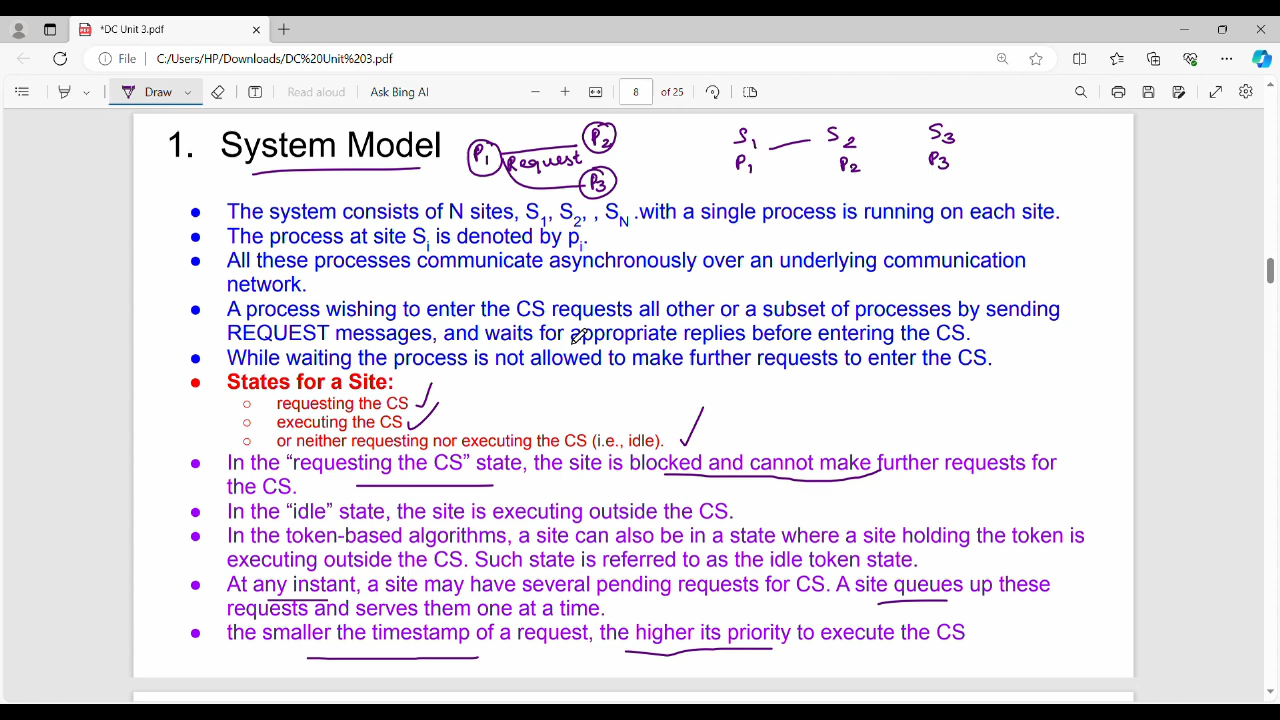 *DC Unit 3.pdf
File C:/Users/HP/Downloads/DC%20Unit%203.pdf
Draw Read aloud Ask Bing AI 8 of 25
1. System Model
P1 Request P2 P3
S1 S2 S3
P1 P2 P3
● The system consists of N sites, S1, S2, , SN .with a single process is running on each site.
● The process at site Si is denoted by pi.
● All these processes communicate asynchronously over an underlying communication
network.
● A process wishing to enter the CS requests all other or a subset of processes by sending
REQUEST messages, and waits for appropriate replies before entering the CS.
● While waiting the process is not allowed to make further requests to enter the CS.
● States for a Site:
○ requesting the CS
○ executing the CS
○ or neither requesting nor executing the CS (i.e., idle).
● In the “requesting the CS” state, the site is blocked and cannot make further requests for
the CS.
● In the “idle” state, the site is executing outside the CS.
● In the token-based algorithms, a site can also be in a state where a site holding the token is
executing outside the CS. Such state is referred to as the idle token state.
● At any instant, a site may have several pending requests for CS. A site queues up these
requests and serves them one at a time.
● the smaller the timestamp of a request, the higher its priority to execute the CS